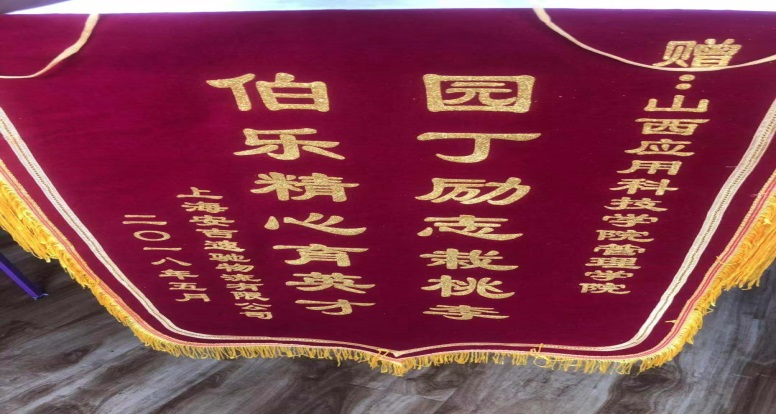 赠:山西应用科技学院管理学院
园丁励志栽桃李
伯乐精心育英才
上海安吉速驰物流有限公司
二〇一八年五月